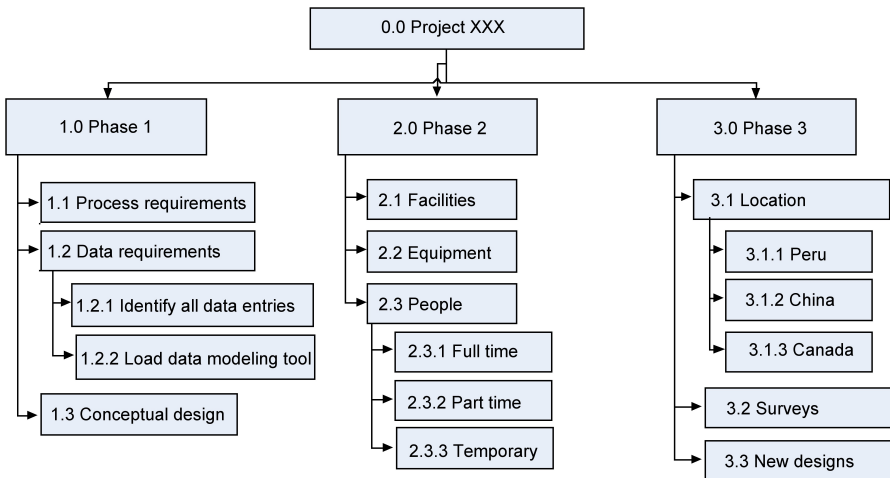 0.0 Project XXX
1.0 Phase 1
1.1 Process requirements
1.2 Data requirements
1.2.1 Identify all data entries
1.2.2 Load data modeling tool
1.3 Conceptual design
2.0 Phase 2
2.1 Facilities
2.2 Equipment
2.3 People
2.3.1 Full time
2.3.2 Part time
2.3.3 Temporary
3.0 Phase 3
3.1 Location
3.1.1 Peru
3.1.2 China
3.1.3 Canada
3.2 Surveys
3.3 New designs